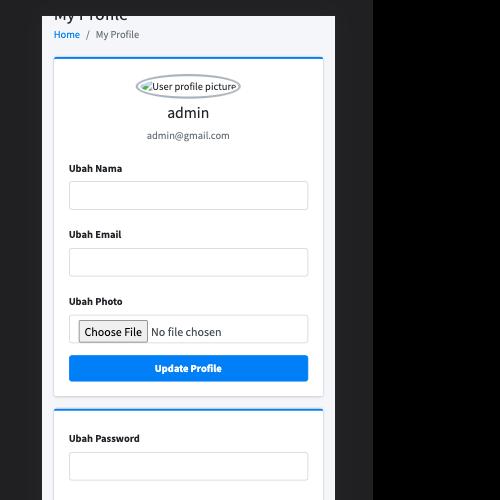 My Profile
Home / My Profile
User profile picture
admin
admin@gmail.com
Ubah Nama
Ubah Email
Ubah Photo
Choose File No file chosen
Update Profile
Ubah Password